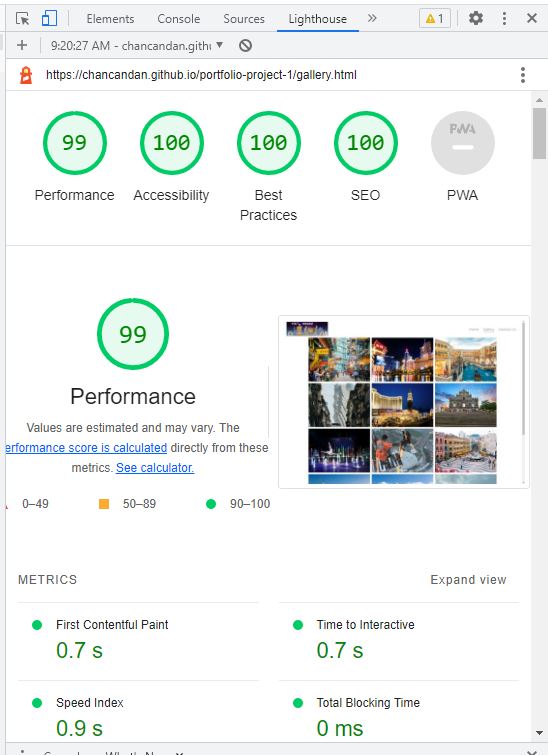 Elements Console Sources Lighthouse » 1
+ 9:20:27 AM - chancandan.githu
https://chancandan.github.io/portfolio-project-1/gallery.html
99 100 100 100 PWA
Performance Accessibility Best Practices SEO PWA
99
Performance
Values are estimated and may vary. The
erformance score is calculated directly from these
metrics. See calculator.
0–49 50–89 90–100
METRICS
Expand view
First Contentful Paint
0.7 s
Time to Interactive
0.7 s
Speed Index
0.9 s
Total Blocking Time
0 ms